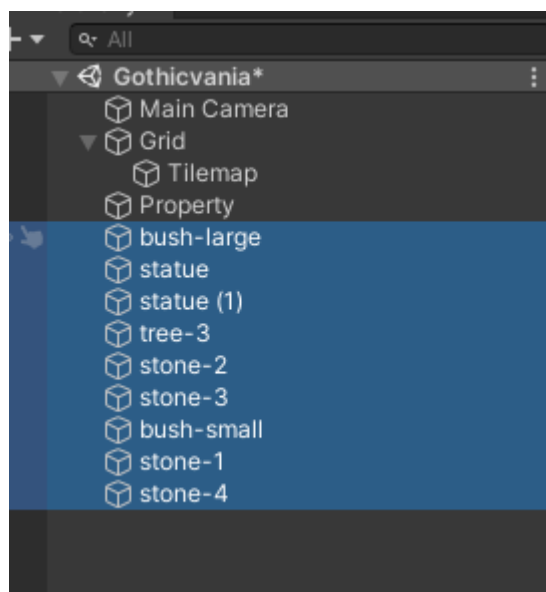 All
Gothicvania*
Main Camera
Grid
Tilemap
Property
bush-large
statue
statue (1)
tree-3
stone-2
stone-3
bush-small
stone-1
stone-4